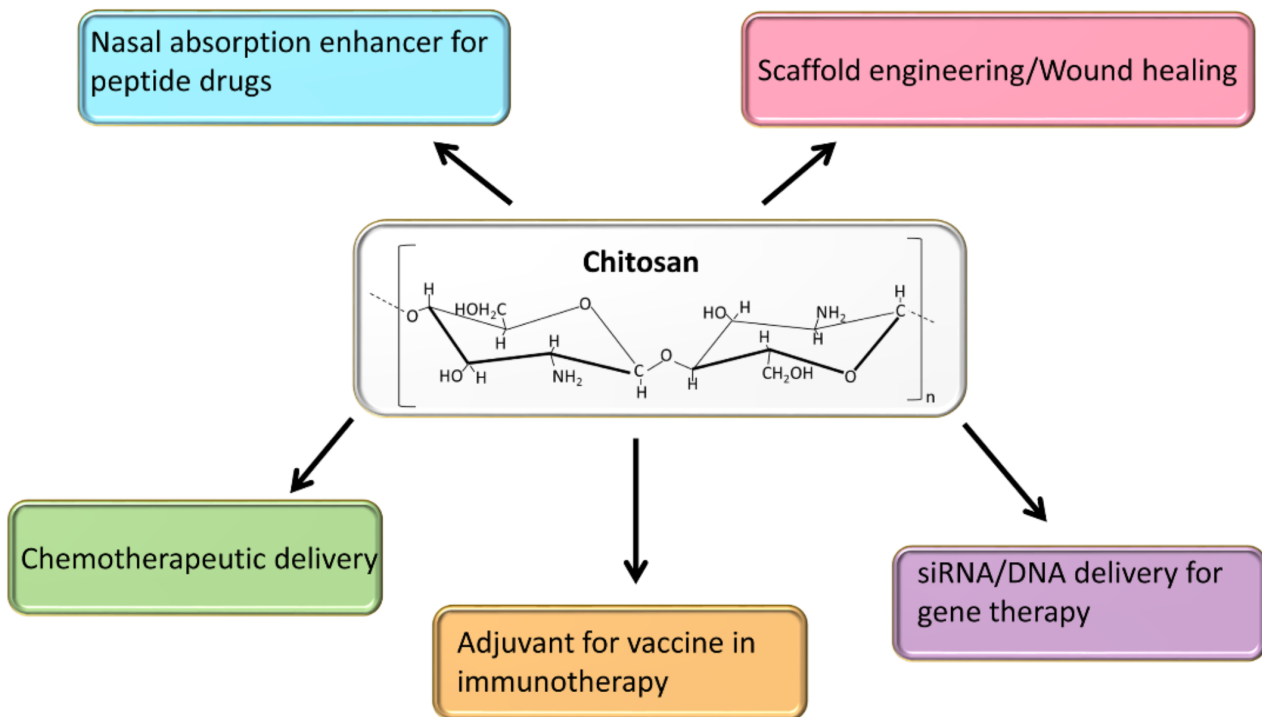 Nasal absorption enhancer for
peptide drugs
Scaffold engineering/Wound healing
Chitosan
H
HOH₂C
O
O
H
H
HO
H
NH₂
C
H
O
H
HO
H
H
NH₂
H
CH₂OH
O
H
C
n
Chemotherapeutic delivery
Adjuvant for vaccine in
immunotherapy
siRNA/DNA delivery for
gene therapy